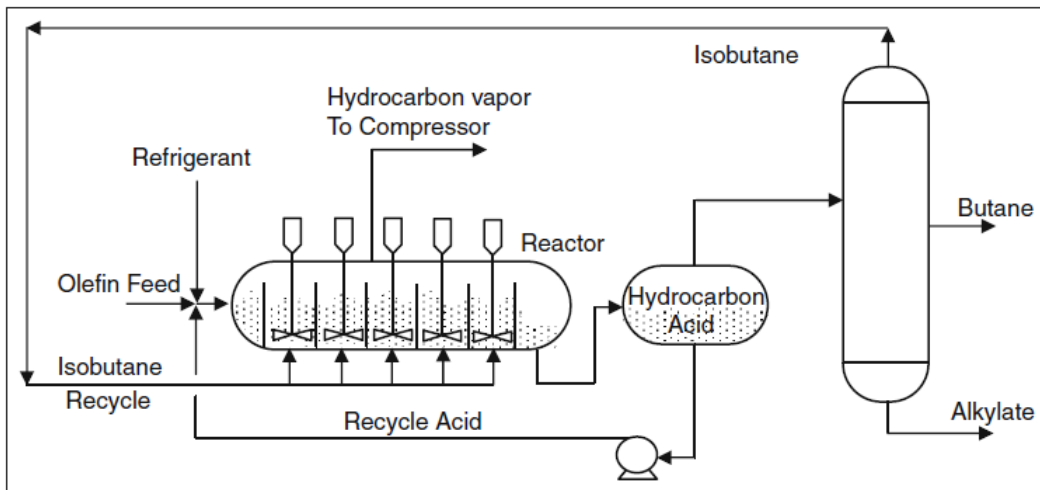 Isobutane
Hydrocarbon vapor
To Compressor
Refrigerant
Reactor
Butane
Olefin Feed
Hydrocarbon
Acid
Isobutane
Recycle
Recycle Acid
Alkylate